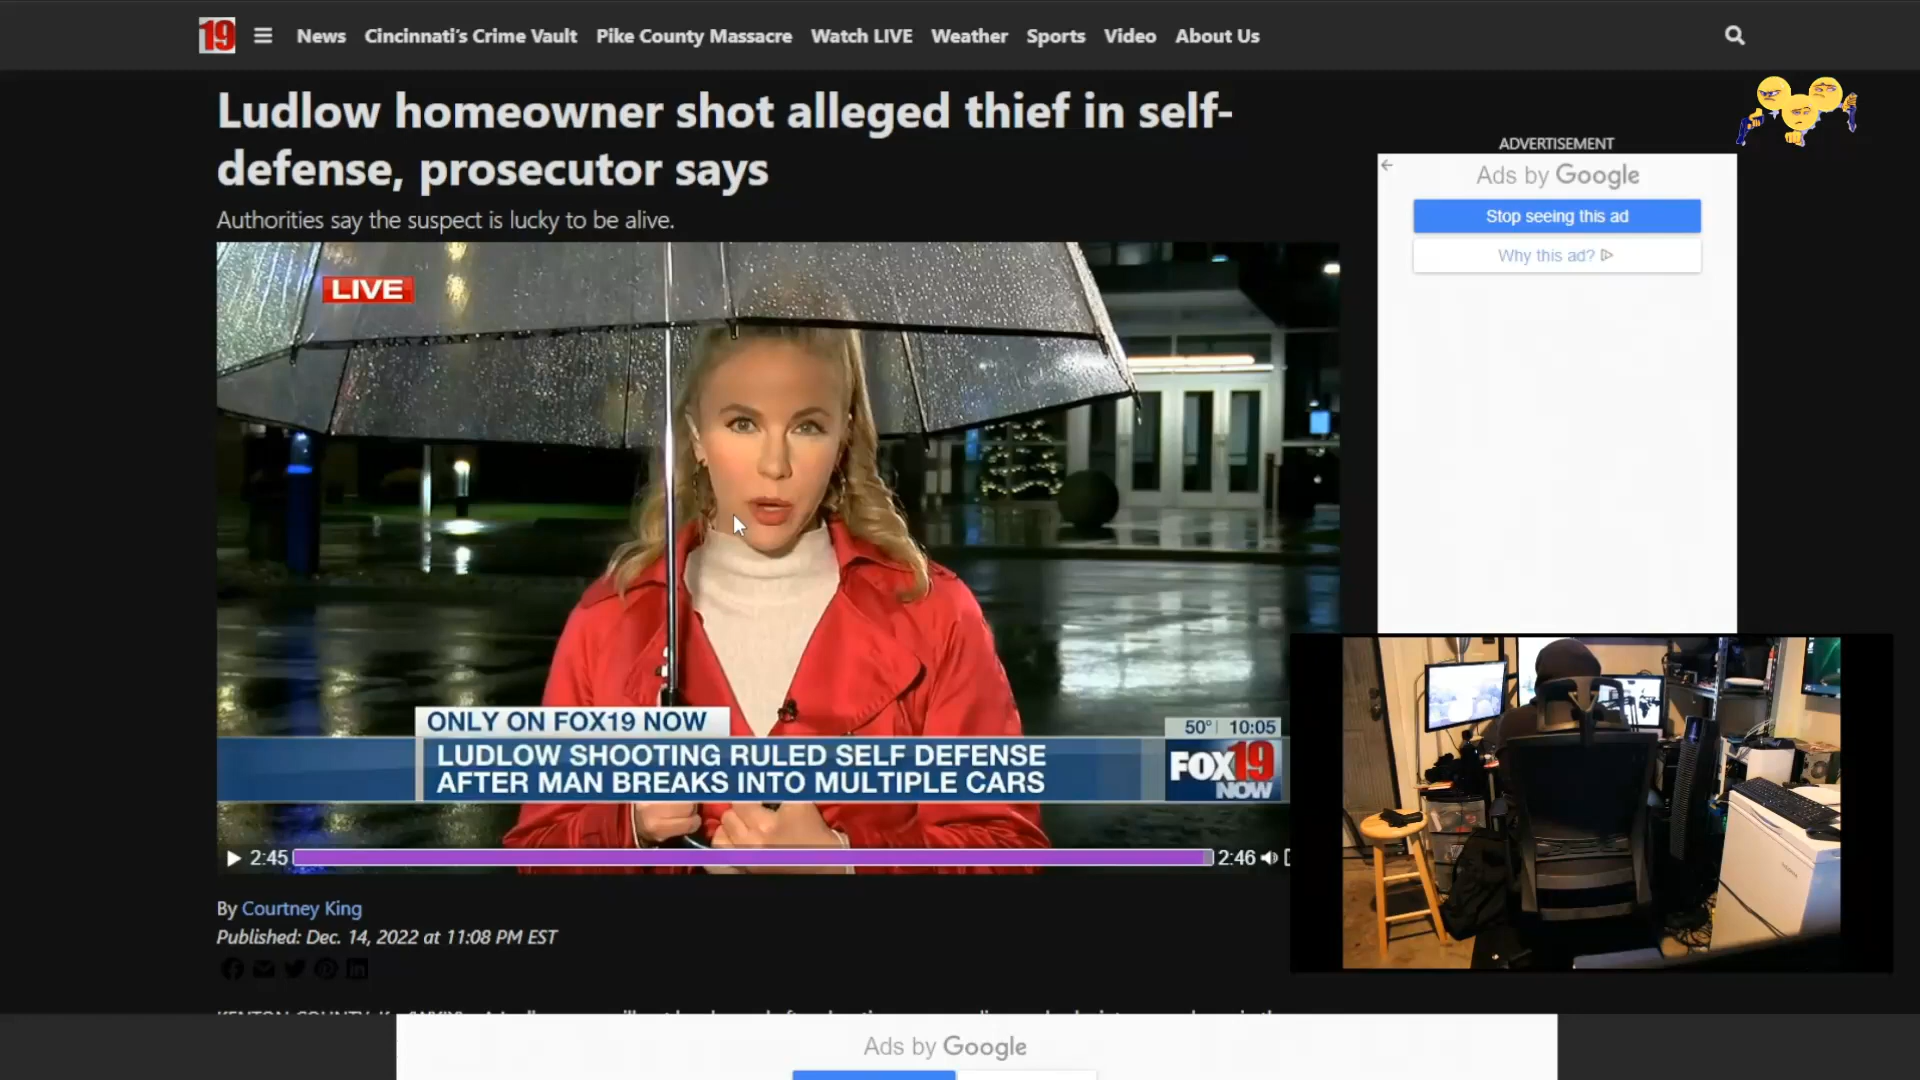 19
News Cincinnati's Crime Vault Pike County Massacre Watch LIVE Weather Sports Video About Us
Ludlow homeowner shot alleged thief in self-
defense, prosecutor says
Authorities say the suspect is lucky to be alive.
ADVERTISEMENT
Ads by Google
Stop seeing this ad
Why this ad?
LIVE
ONLY ON FOX19 NOW
50° 10:05
LUDLOW SHOOTING RULED SELF DEFENSE
AFTER MAN BREAKS INTO MULTIPLE CARS
FOX19
NOW
2:45
2:46
By Courtney King
Published: Dec. 14, 2022 at 11:08 PM EST
Ads by Google